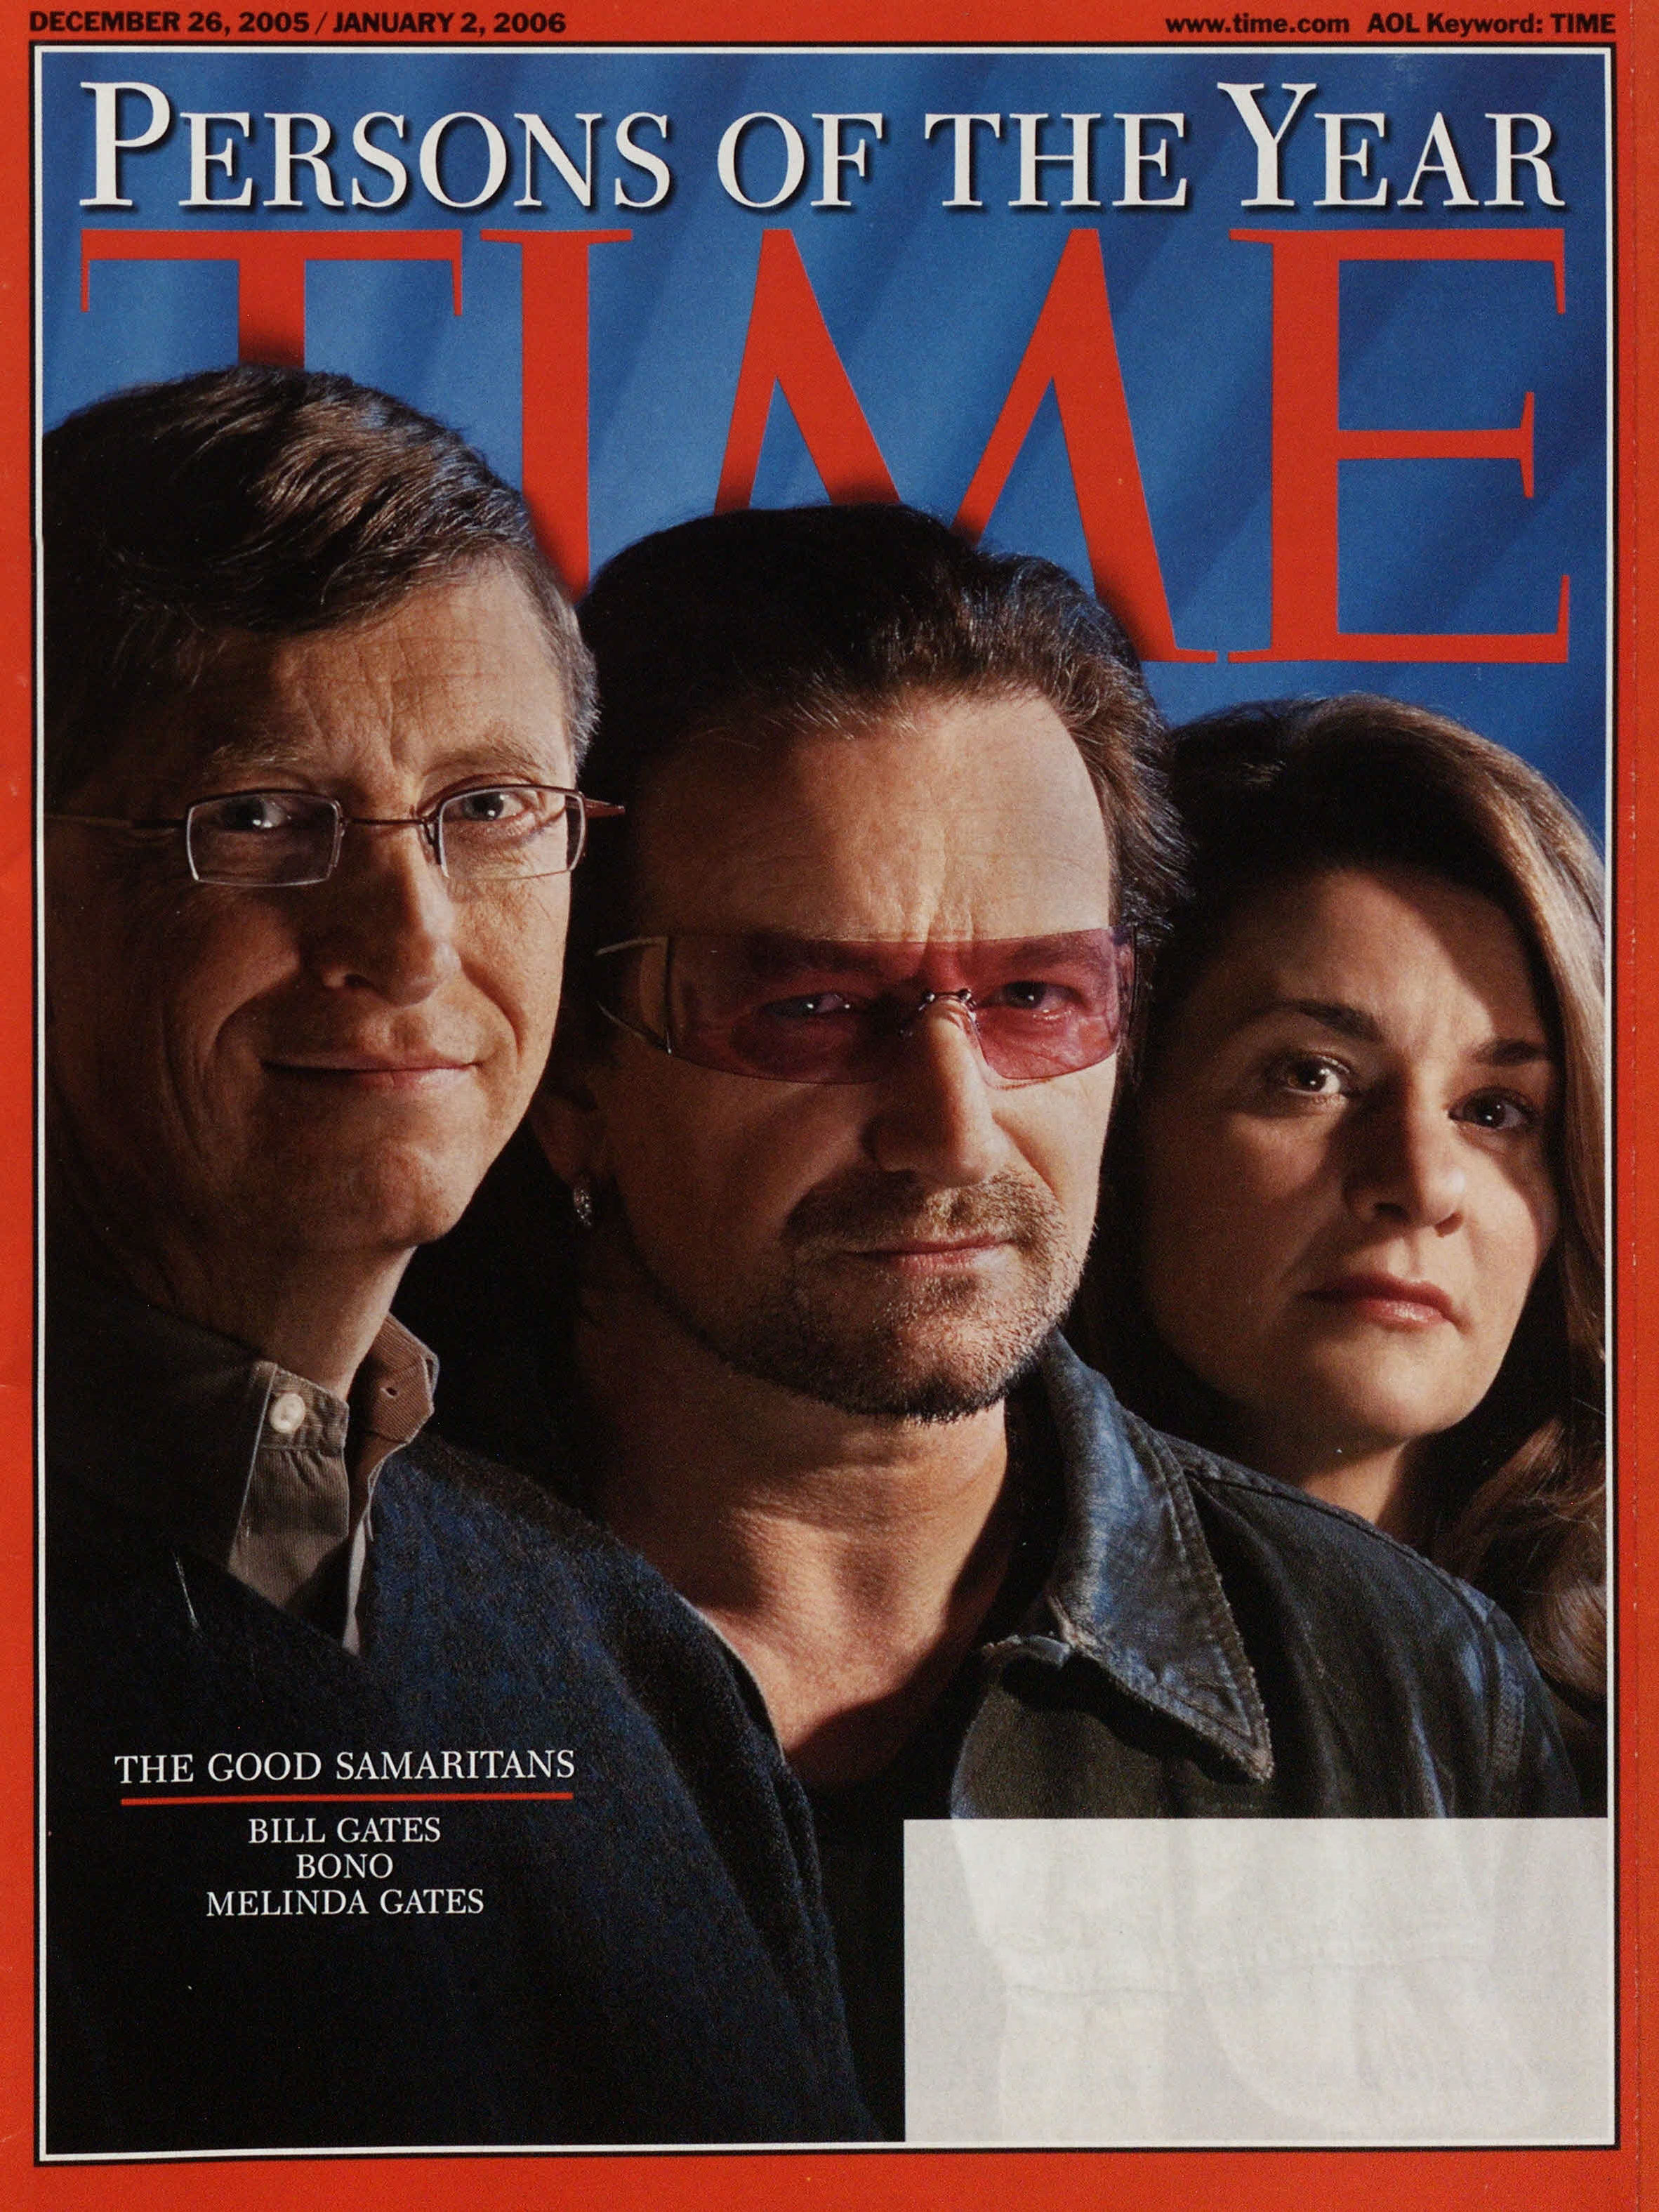 DECEMBER 26, 2005 / JANUARY 2, 2006 www.time.com AOL Keyword: TIME
PERSONS OF THE YEAR
TIME
THE GOOD SAMARITANS
BILL GATES
BONO
MELINDA GATES